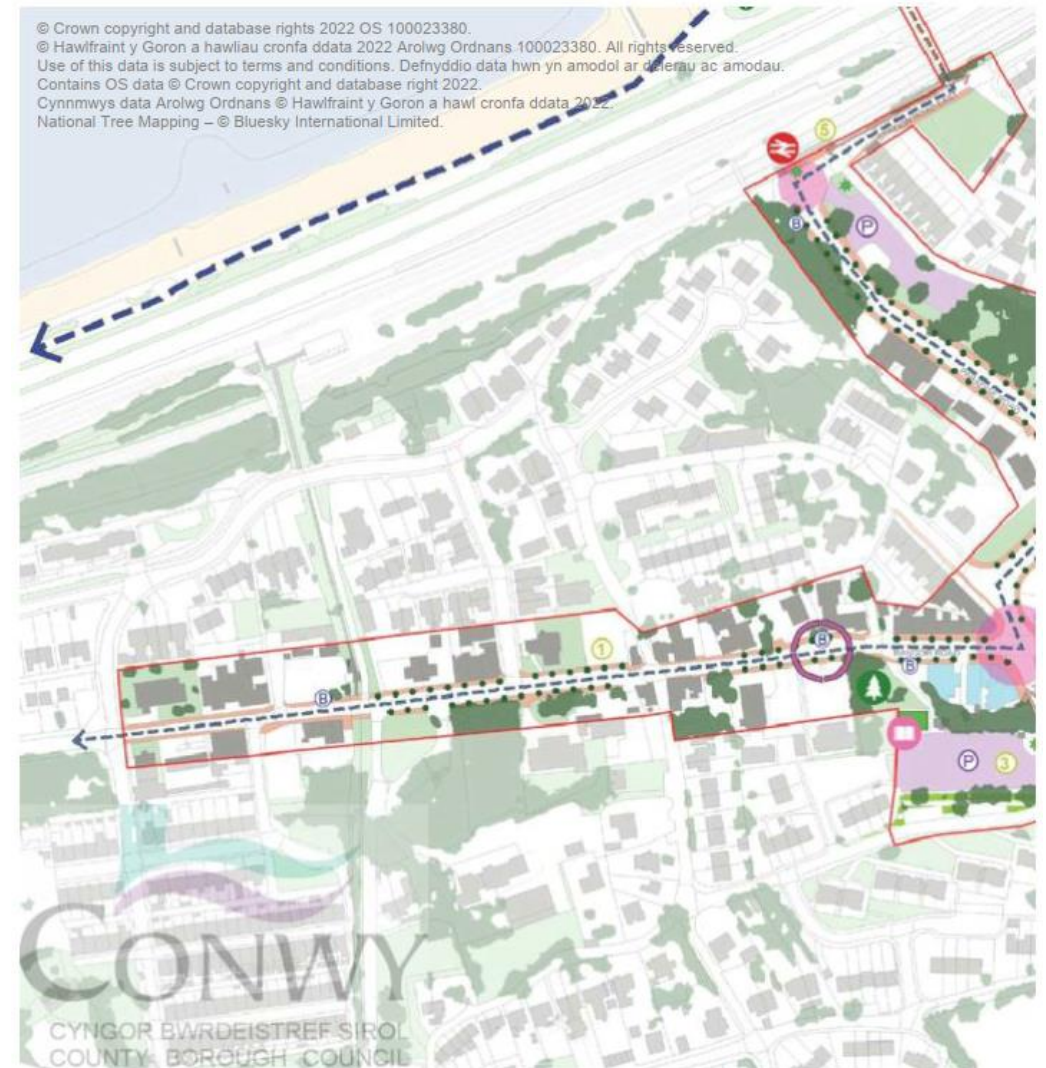 © Crown copyright and database rights 2022 OS 100023380.
© Hawlfraint y Goron a hawliau cronfa ddata 2022 Arolwg Ordnans 100023380. All rights reserved.
Use of this data is subject to terms and conditions. Defnyddio data hwn yn amodol ar delerau ac amodau.
Contains OS data © Crown copyright and database right 2022.
Cynnmwys data Arolwg Ordnans © Hawlfraint y Goron a hawl cronfa ddata 2022.
National Tree Mapping – © Bluesky International Limited.
5
B
P
1
B
B
B
P
3
CONWY
CYNGOR BWRDEISTREF SIROL
COUNTY BOROUGH COUNCIL